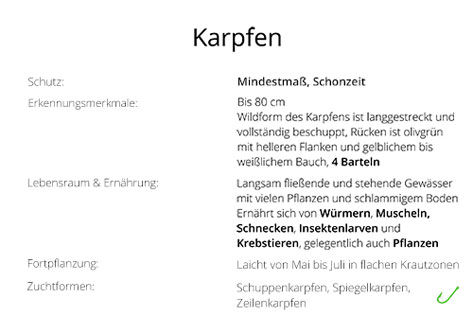 Karpfen
Schutz: Mindestmaß, Schonzeit
Erkennungsmerkmale: Bis 80 cm
Wildform des Karpfens ist langgestreckt und
vollständig beschuppt, Rücken ist olivgrün
mit helleren Flanken und gelblichem bis
weißlichem Bauch, 4 Barteln
Lebensraum & Ernährung: Langsam fließende und stehende Gewässer
mit vielen Pflanzen und schlammigem Boden
Ernährt sich von Würmern, Muscheln,
Schnecken, Insektenlarven und
Krebstieren, gelegentlich auch Pflanzen
Fortpflanzung: Laicht von Mai bis Juli in flachen Krautzonen
Zuchtformen: Schuppenkarpfen, Spiegelkarpfen,
Zeilenkarpfen